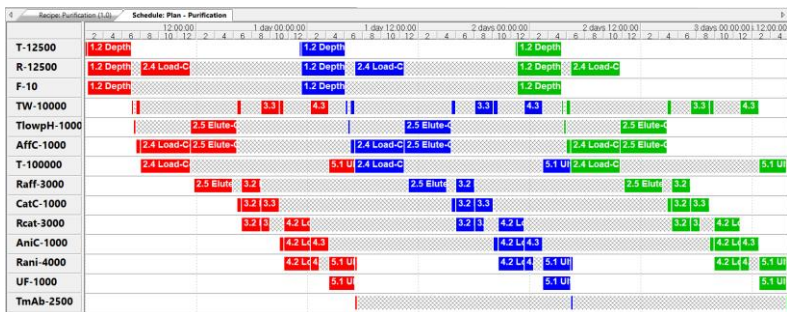 Recipe: Purification (1.0) Schedule: Plan - Purification
12:00:00 1 day 00:00:00 1 day 12:00:00 2 days 00:00:00 2 days 12:00:00 3 days 00:00:00
2 4 6 8 10 12 2 4 6 8 10 12 2 4 6 8 10 12 2 4 6 8 10 12 2 4 6 8 10 12 2 4 6 8 10 12 2 4
T-12500 1.2 Depth 1.2 Depth 1.2 Depth
R-12500 1.2 Depth 2.4 Load-C 1.2 Depth 2.4 Load-C 1.2 Depth 2.4 Load-C
F-10 1.2 Depth 1.2 Depth 1.2 Depth
TW-10000 3.3 4.3 3.3 4.3 3.3 4.3
TlowpH-1000 2.5 Elute-C 2.5 Elute-C 2.5 Elute-C
AffC-1000 2.4 Load-C 2.5 Elute-C 2.4 Load-C 2.5 Elute-C 2.4 Load-C 2.5 Elute-C
T-100000 2.4 Load-C 5.1 Ul 2.4 Load-C 5.1 Ul 2.4 Load-C 5.1 Ul
Raff-3000 2.5 Elute 3.2 2.5 Elute 3.2 2.5 Elute 3.2
CatC-1000 3.2 3.3 3.2 3.3 3.2 3.3
Rcat-3000 3.2 3 4.2 Lo 3.2 3. 4.2 Lo 3.2 3. 4.2 Lo
AniC-1000 4.2 Lo 4.3 4.2 Lo 4.3 4.2 Lo 4.3
Rani-4000 4.2 Lo 4 5.1 Ul 4.2 Lo 4. 5.1 Ul 4.2 Lo 4. 5.1 Ul
UF-1000 5.1 Ul 5.1 Ul 5.1 Ul
TmAb-2500